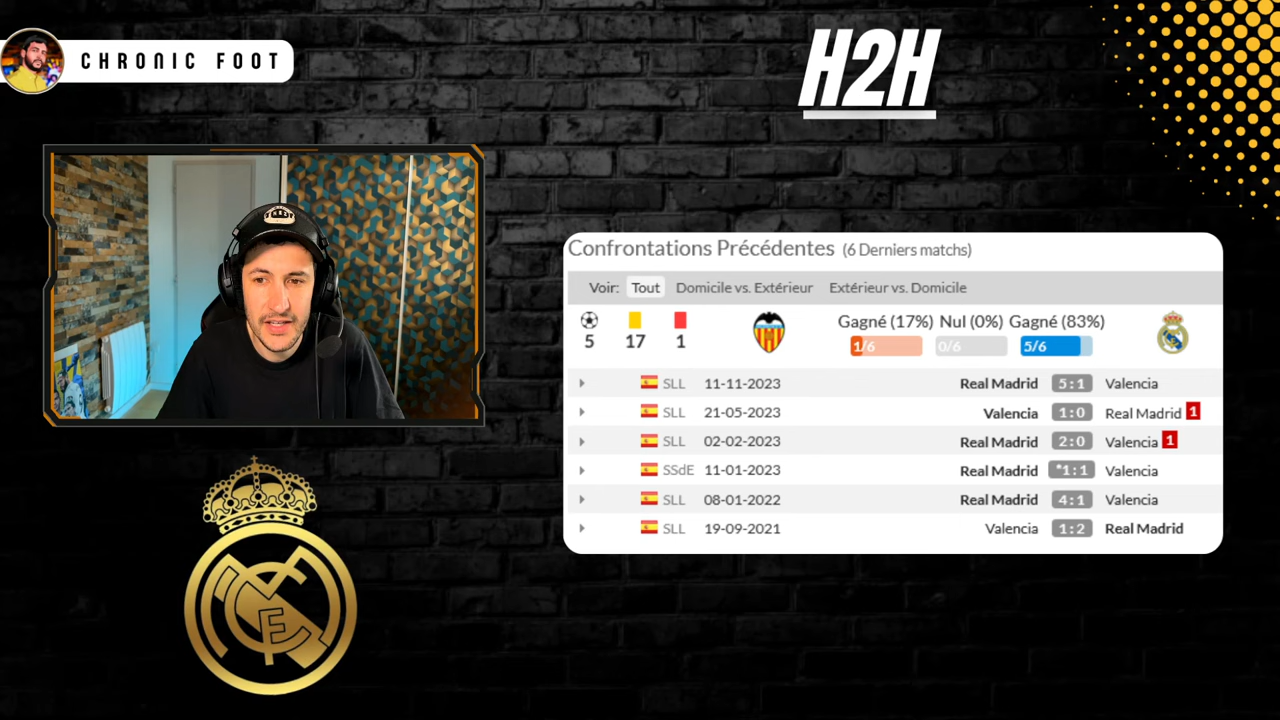 CHRONIC FOOT
H2H
Confrontations Précédentes (6 Derniers matchs)
Voir: Tout Domicile vs. Extérieur Extérieur vs. Domicile
Gagné (17%) Nul (0%) Gagné (83%)
5 17 1 1/6 0/6 5/6
SLL 11-11-2023 Real Madrid 5:1 Valencia
SLL 21-05-2023 Valencia 1:0 Real Madrid 1
SLL 02-02-2023 Real Madrid 2:0 Valencia 1
SSdE 11-01-2023 Real Madrid *1:1 Valencia
SLL 08-01-2022 Real Madrid 4:1 Valencia
SLL 19-09-2021 Valencia 1:2 Real Madrid